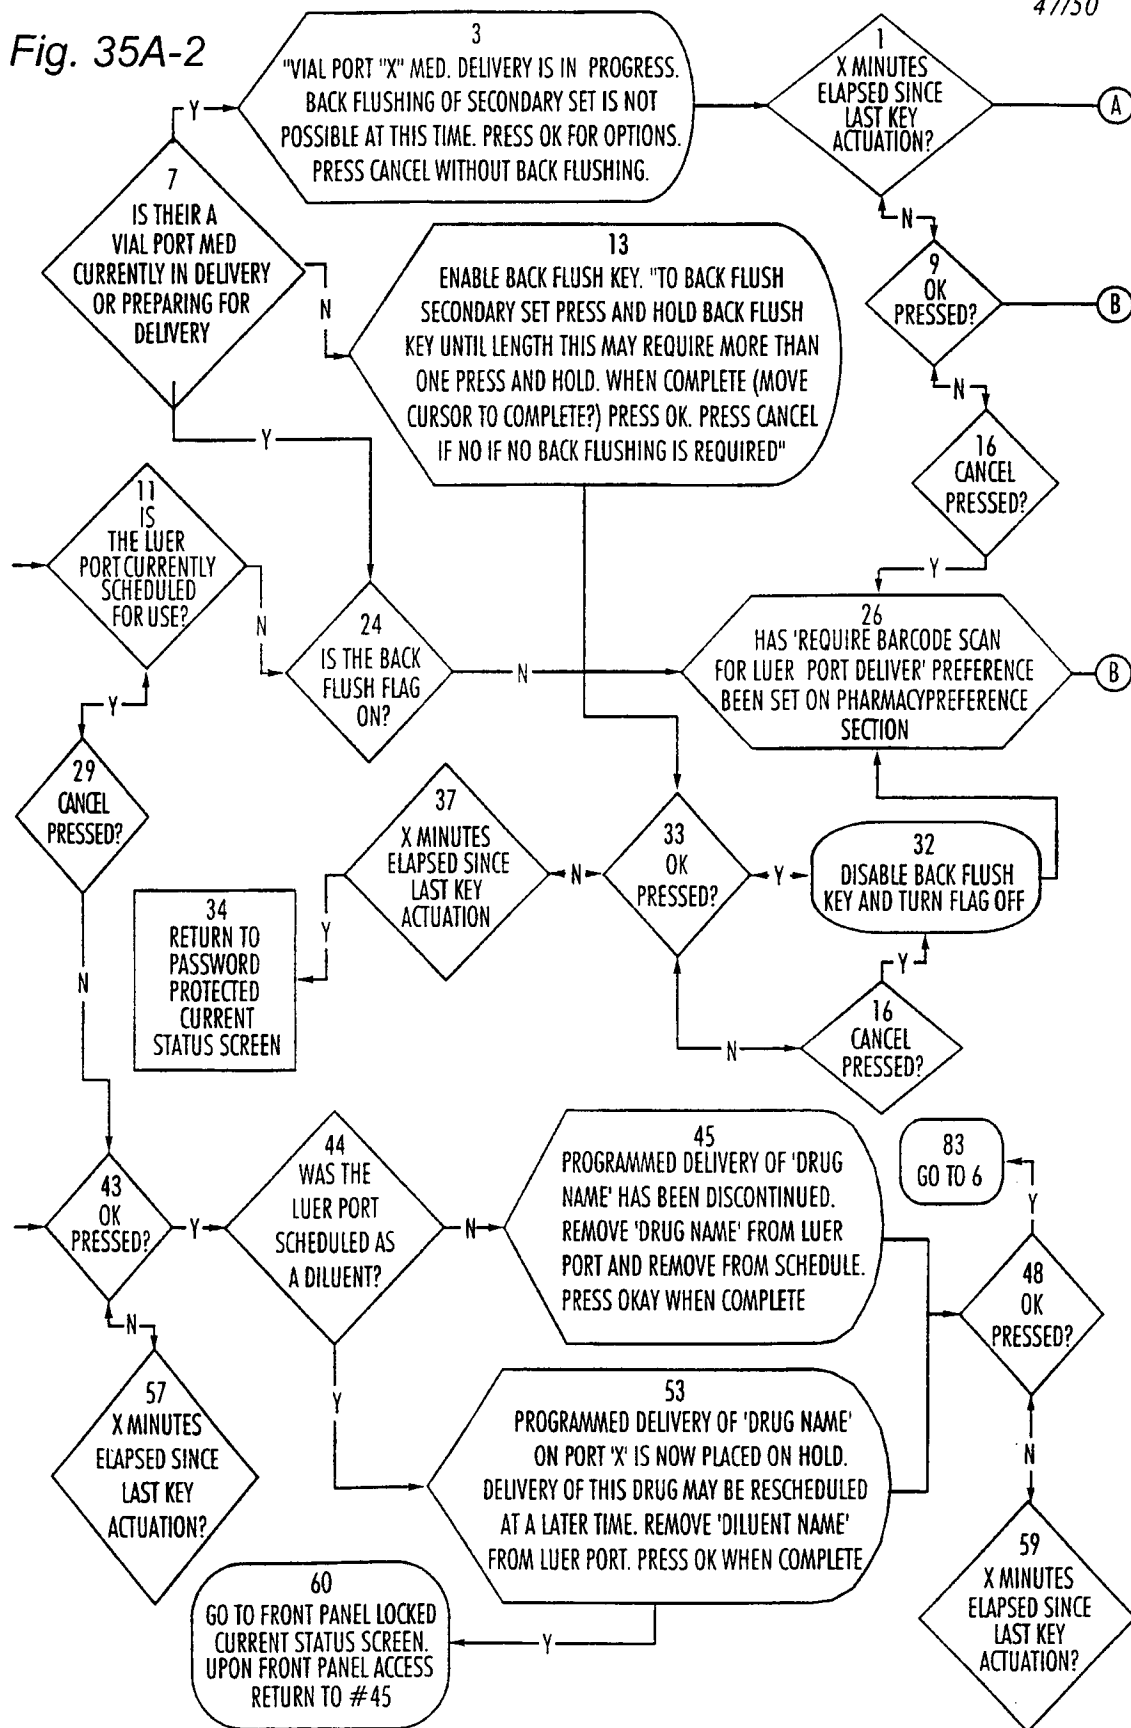 47/50
Fig. 35A-2
3
"VIAL PORT "X" MED. DELIVERY IS IN PROGRESS.
BACK FLUSHING OF SECONDARY SET IS NOT
POSSIBLE AT THIS TIME. PRESS OK FOR OPTIONS.
PRESS CANCEL WITHOUT BACK FLUSHING.
1
X MINUTES
ELAPSED SINCE
LAST KEY
ACTUATION?
A
Y
7
IS THEIR A
VIAL PORT MED
CURRENTLY IN DELIVERY
OR PREPARING FOR
DELIVERY
N
13
ENABLE BACK FLUSH KEY. "TO BACK FLUSH
SECONDARY SET PRESS AND HOLD BACK FLUSH
KEY UNTIL LENGTH THIS MAY REQUIRE MORE THAN
ONE PRESS AND HOLD. WHEN COMPLETE (MOVE
CURSOR TO COMPLETE?) PRESS OK. PRESS CANCEL
IF NO IF NO BACK FLUSHING IS REQUIRED"
N
9
OK
PRESSED?
B
N
16
CANCEL
PRESSED?
Y
Y
11
IS
THE LUER
PORT CURRENTLY
SCHEDULED
FOR USE?
N
24
IS THE BACK
FLUSH FLAG
ON?
N
26
HAS 'REQUIRE BARCODE SCAN
FOR LUER PORT DELIVER' PREFERENCE
BEEN SET ON PHARMACYPREFERENCE
SECTION
B
Y
29
CANCEL
PRESSED?
N
37
X MINUTES
ELAPSED SINCE
LAST KEY
ACTUATION
N
33
OK
PRESSED?
Y
32
DISABLE BACK FLUSH
KEY AND TURN FLAG OFF
Y
34
RETURN TO
PASSWORD
PROTECTED
CURRENT
STATUS SCREEN
Y
N
16
CANCEL
PRESSED?
43
OK
PRESSED?
Y
44
WAS THE
LUER PORT
SCHEDULED AS
A DILUENT?
N
45
PROGRAMMED DELIVERY OF 'DRUG
NAME' HAS BEEN DISCONTINUED.
REMOVE 'DRUG NAME' FROM LUER
PORT AND REMOVE FROM SCHEDULE.
PRESS OKAY WHEN COMPLETE
83
GO TO 6
Y
48
OK
PRESSED?
N
57
X MINUTES
ELAPSED SINCE
LAST KEY
ACTUATION?
Y
53
PROGRAMMED DELIVERY OF 'DRUG NAME'
ON PORT 'X' IS NOW PLACED ON HOLD.
DELIVERY OF THIS DRUG MAY BE RESCHEDULED
AT A LATER TIME. REMOVE 'DILUENT NAME'
FROM LUER PORT. PRESS OK WHEN COMPLETE
N
59
X MINUTES
ELAPSED SINCE
LAST KEY
ACTUATION?
60
GO TO FRONT PANEL LOCKED
CURRENT STATUS SCREEN.
UPON FRONT PANEL ACCESS
RETURN TO #45
Y